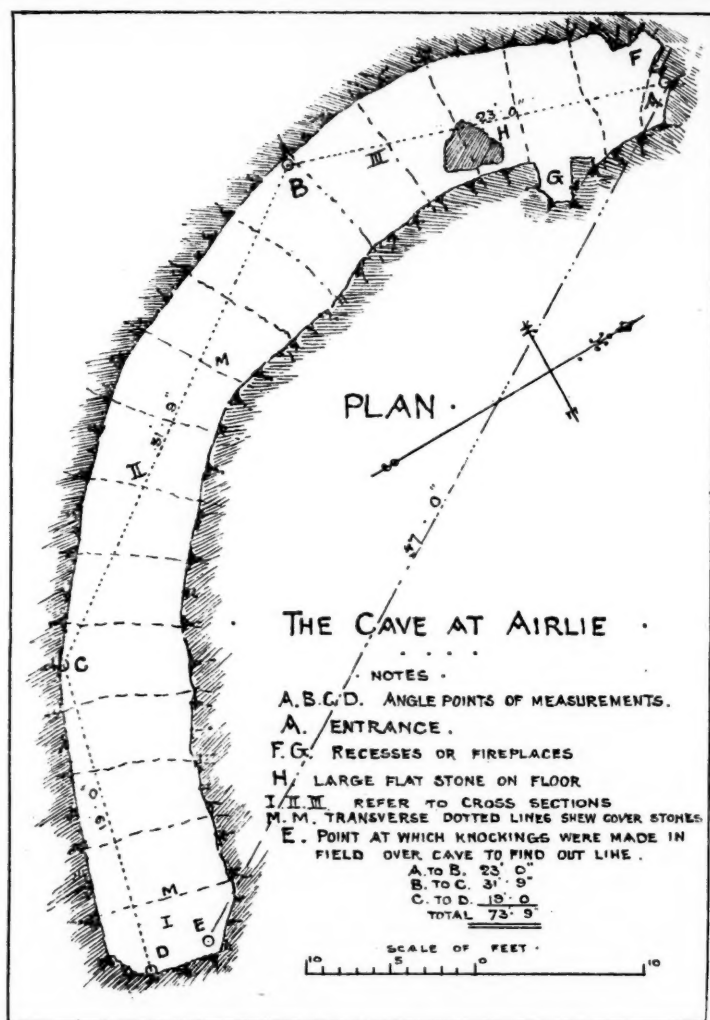 F
A
23' 0"
H
III
B
G
M
31' 9"
II
PLAN ·
47' 0"
C
THE CAVE AT AIRLIE ·
· NOTES ·
A.B.C.D. ANGLE POINTS OF MEASUREMENTS.
A. ENTRANCE.
F.G. RECESSES OR FIREPLACES
H. LARGE FLAT STONE ON FLOOR
I.II.III. REFER TO CROSS SECTIONS
M.M. TRANSVERSE DOTTED LINES SHEW COVER STONES
E. POINT AT WHICH KNOCKINGS WERE MADE IN
FIELD OVER CAVE TO FIND OUT LINE.
A. TO B. 23' 0"
B. TO C. 31' 9"
C. TO D. 19' 0
TOTAL 73' 9"
19' 0"
M
I
E
D
SCALE OF FEET ·
10 5 0 10